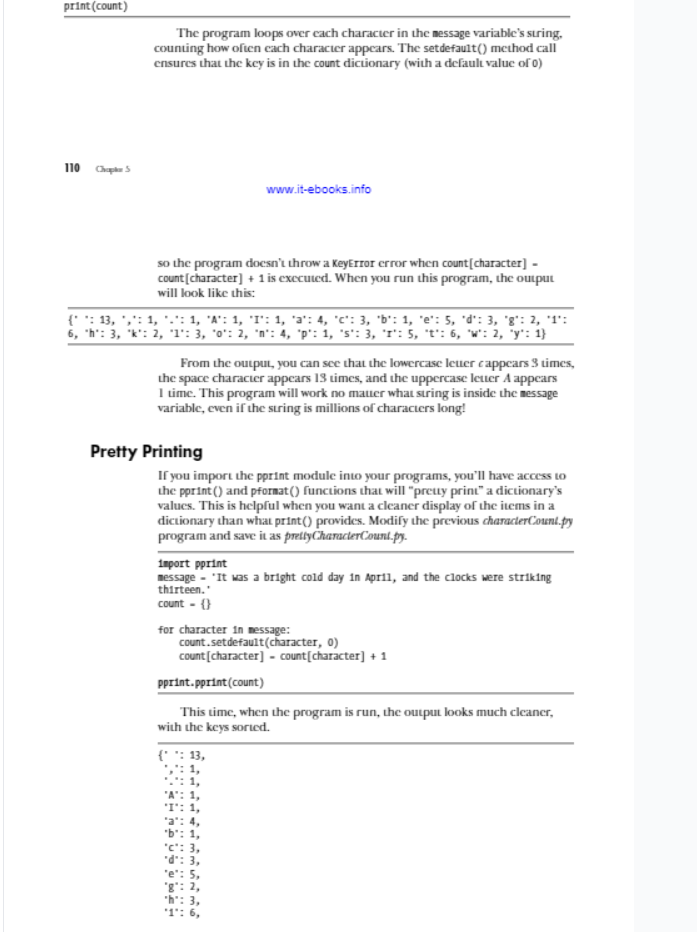 print(count)
The program loops over each character in the message variable's string,
counting how often each character appears. The setdefault() method call
ensures that the key is in the count dictionary (with a default value of 0)
110 Chapter 5
www.it-ebooks.info
so the program doesn't throw a KeyError error when count[character] =
count[character] + 1 is executed. When you run this program, the output
will look like this:
{' ': 13, ',': 1, '.': 1, 'A': 1, 'I': 1, 'a': 4, 'c': 3, 'b': 1, 'e': 5, 'd': 3, 'g': 2, 'i':
6, 'h': 3, 'k': 2, 'l': 3, 'o': 2, 'n': 4, 'p': 1, 's': 3, 'r': 5, 't': 6, 'w': 2, 'y': 1}
From the output, you can see that the lowercase letter c appears 3 times,
the space character appears 13 times, and the uppercase letter A appears
1 time. This program will work no matter what string is inside the message
variable, even if the string is millions of characters long!
Pretty Printing
If you import the pprint module into your programs, you'll have access to
the pprint() and pformat() functions that will "pretty print" a dictionary's
values. This is helpful when you want a cleaner display of the items in a
dictionary than what print() provides. Modify the previous characterCount.py
program and save it as prettyCharacterCount.py.
import pprint
message = 'It was a bright cold day in April, and the clocks were striking
thirteen.'
count = {}
for character in message:
count.setdefault(character, 0)
count[character] = count[character] + 1
pprint.pprint(count)
This time, when the program is run, the output looks much cleaner,
with the keys sorted.
{' ': 13,
',': 1,
'.': 1,
'A': 1,
'I': 1,
'a': 4,
'b': 1,
'c': 3,
'd': 3,
'e': 5,
'g': 2,
'h': 3,
'i': 6,